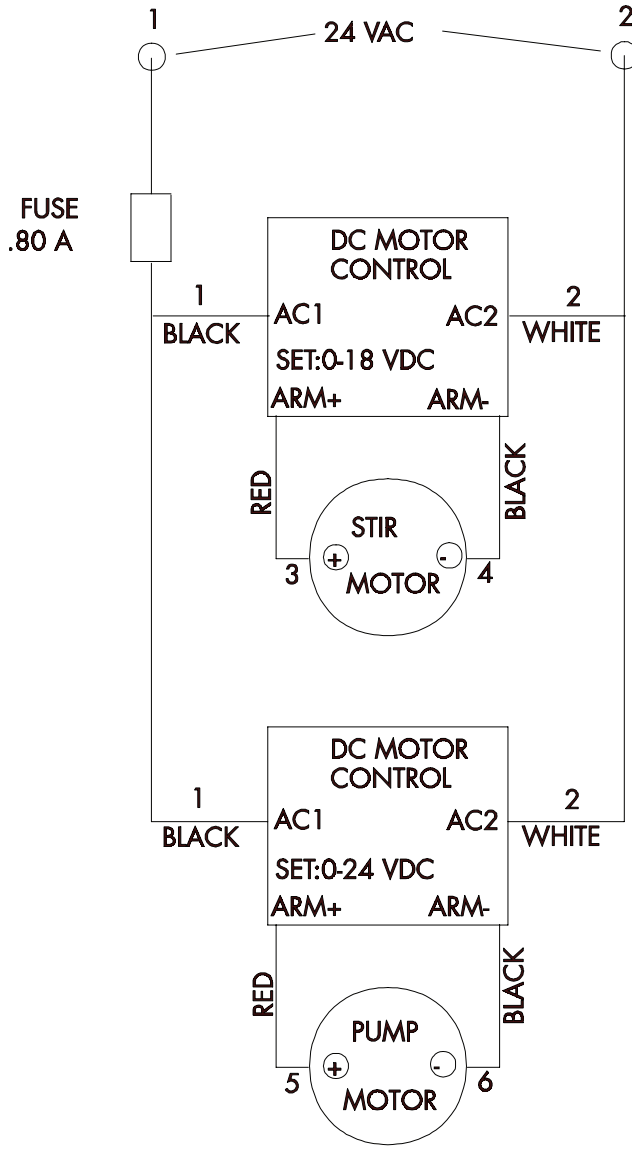 1
24 VAC
2
FUSE
.80 A
DC MOTOR
CONTROL
1
AC1
AC2
2
BLACK
WHITE
SET:0-18 VDC
ARM+
ARM-
RED
BLACK
STIR
+
-
3
MOTOR
4
DC MOTOR
CONTROL
1
AC1
AC2
2
BLACK
WHITE
SET:0-24 VDC
ARM+
ARM-
RED
BLACK
PUMP
+
-
5
MOTOR
6